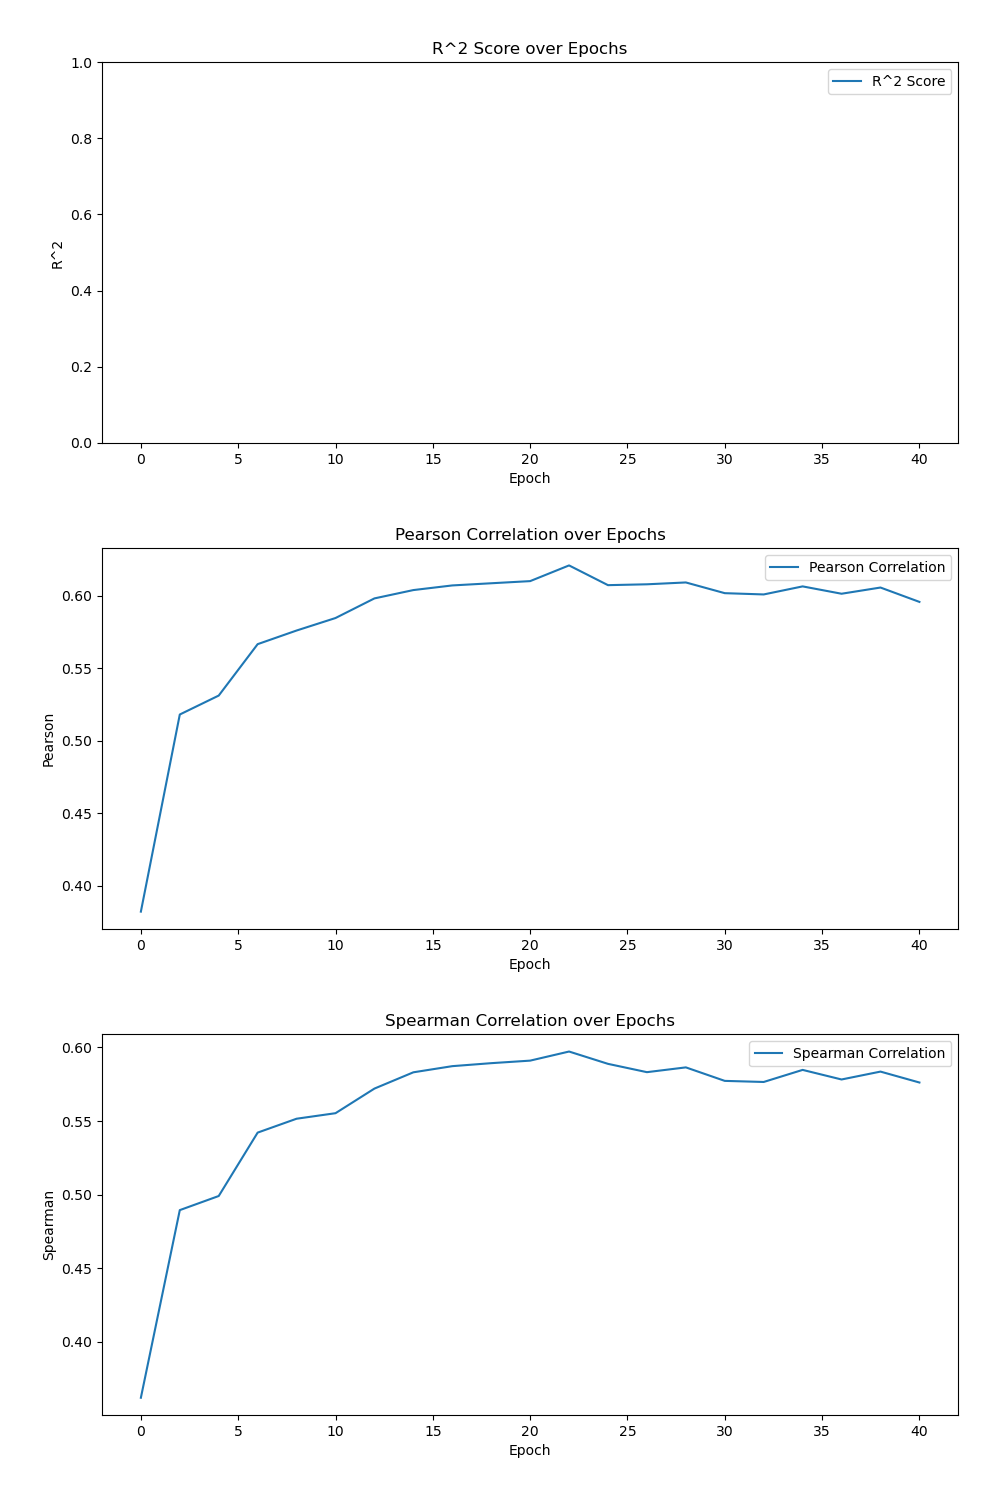 R^2 Score over Epochs
1.0
R^2 Score
0.8
0.6
R^2
0.4
0.2
0.0
0 5 10 15 20 25 30 35 40
Epoch
Pearson Correlation over Epochs
Pearson Correlation
0.60
0.55
0.50
Pearson
0.45
0.40
0 5 10 15 20 25 30 35 40
Epoch
Spearman Correlation over Epochs
0.60
Spearman Correlation
0.55
0.50
Spearman
0.45
0.40
0 5 10 15 20 25 30 35 40
Epoch